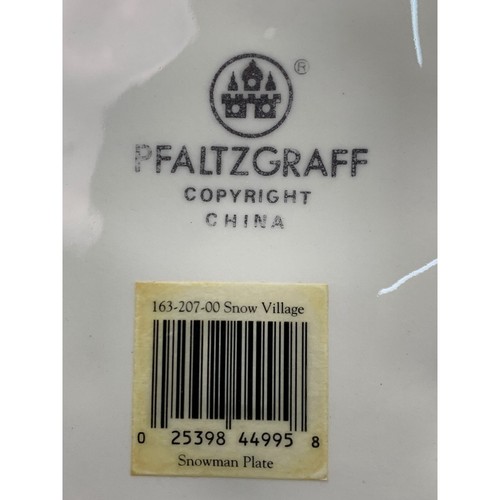 ®
PFALTZGRAFF
COPYRIGHT
CHINA
163-207-00 Snow Village
0 25398 44995 8
Snowman Plate